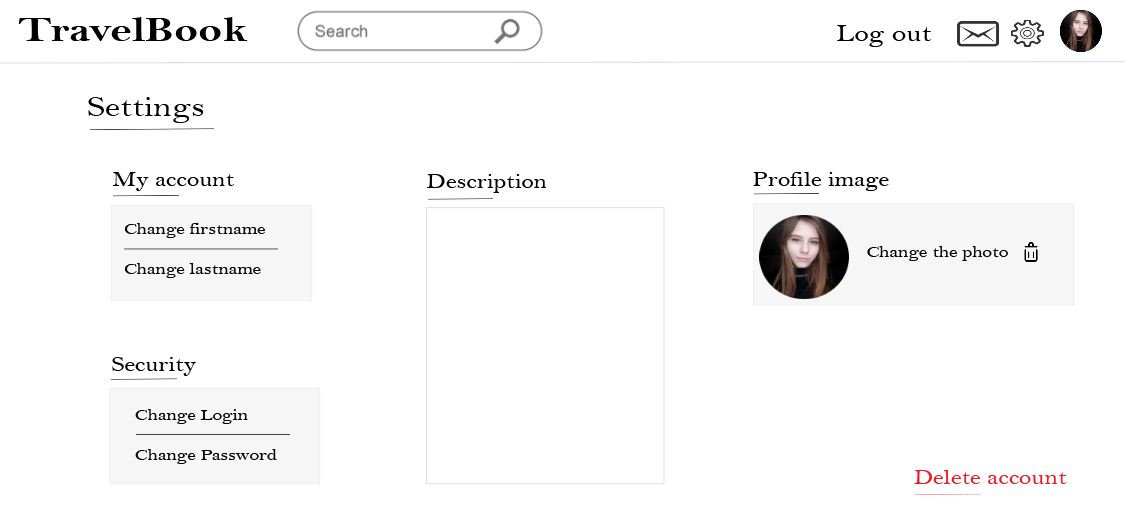 TravelBook
Search
Log out
Settings
My account
Change firstname
Change lastname
Description
Profile image
Change the photo
Security
Change Login
Change Password
Delete account